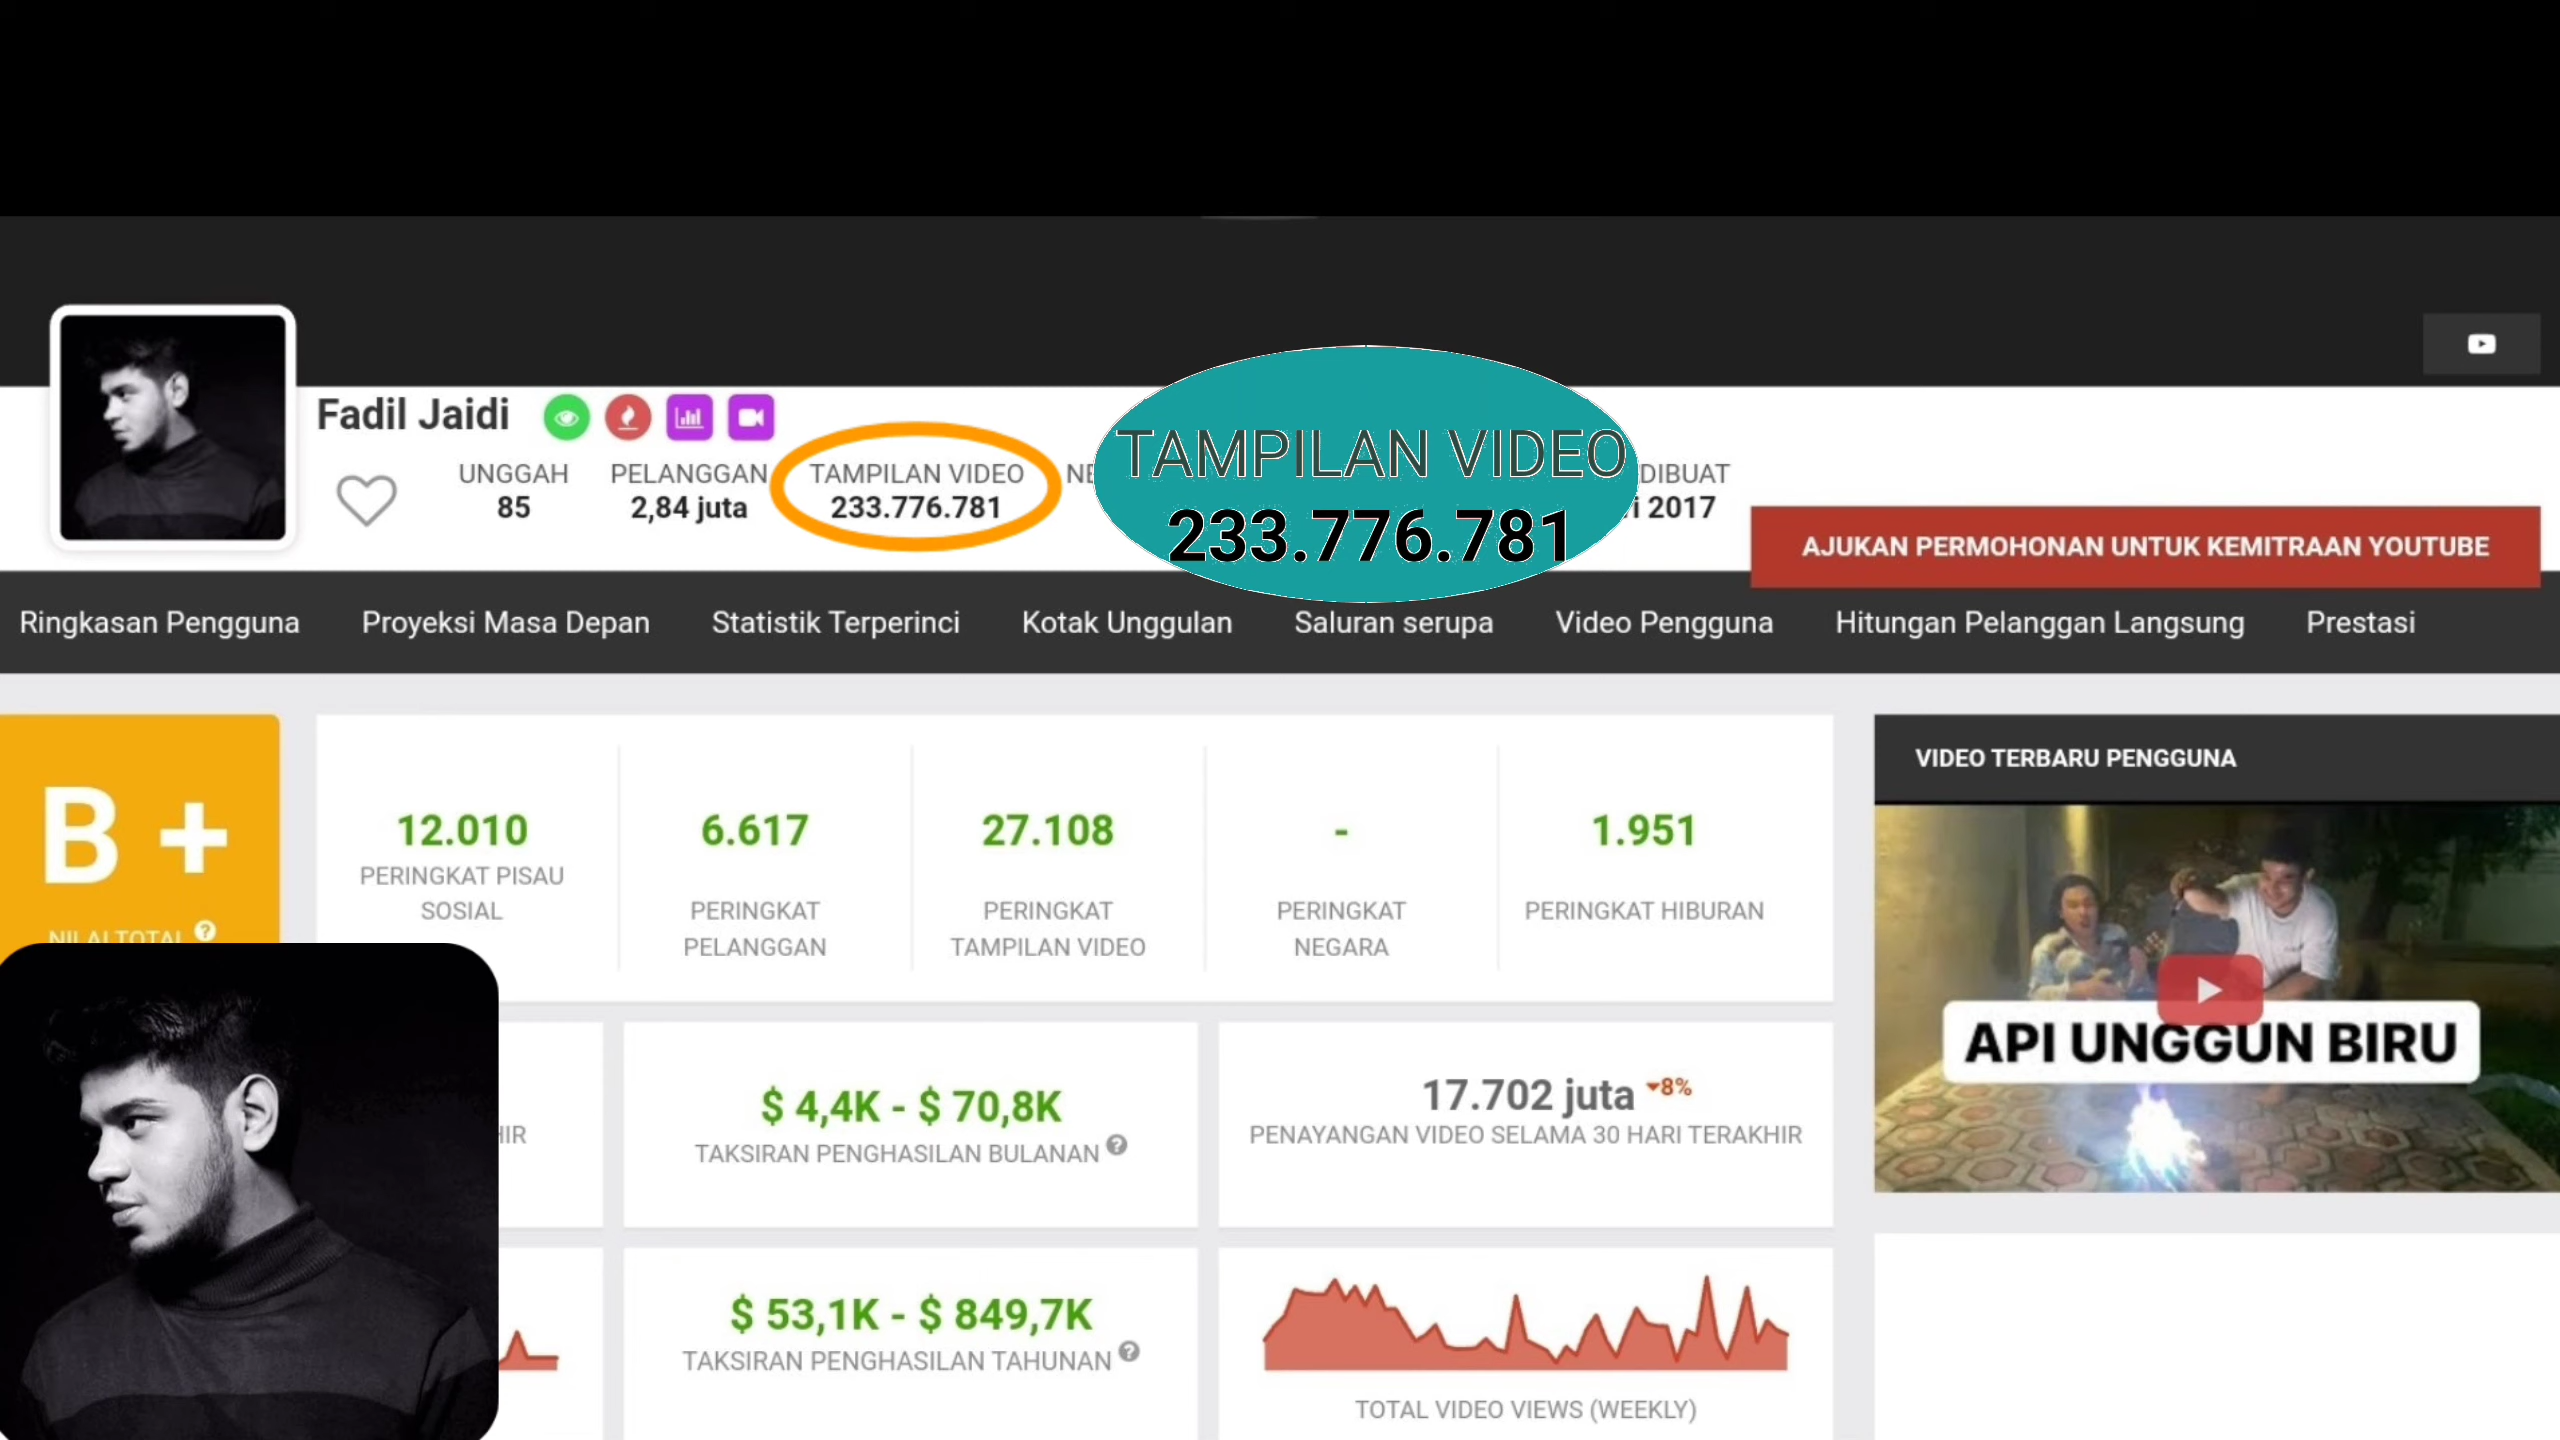 Fadil Jaidi
UNGGAH
85
PELANGGAN
2,84 juta
TAMPILAN VIDEO
233.776.781
TAMPILAN VIDEO
233.776.781
DIBUAT
2017
AJUKAN PERMOHONAN UNTUK KEMITRAAN YOUTUBE
Ringkasan Pengguna
Proyeksi Masa Depan
Statistik Terperinci
Kotak Unggulan
Saluran serupa
Video Pengguna
Hitungan Pelanggan Langsung
Prestasi
B +
NILAI TOTAL
12.010
PERINGKAT PISAU
SOSIAL
6.617
PERINGKAT
PELANGGAN
27.108
PERINGKAT
TAMPILAN VIDEO
-
PERINGKAT
NEGARA
1.951
PERINGKAT HIBURAN
VIDEO TERBARU PENGGUNA
API UNGGUN BIRU
$ 4,4K - $ 70,8K
TAKSIRAN PENGHASILAN BULANAN ?
17.702 juta 8%
PENAYANGAN VIDEO SELAMA 30 HARI TERAKHIR
$ 53,1K - $ 849,7K
TAKSIRAN PENGHASILAN TAHUNAN ?
TOTAL VIDEO VIEWS (WEEKLY)